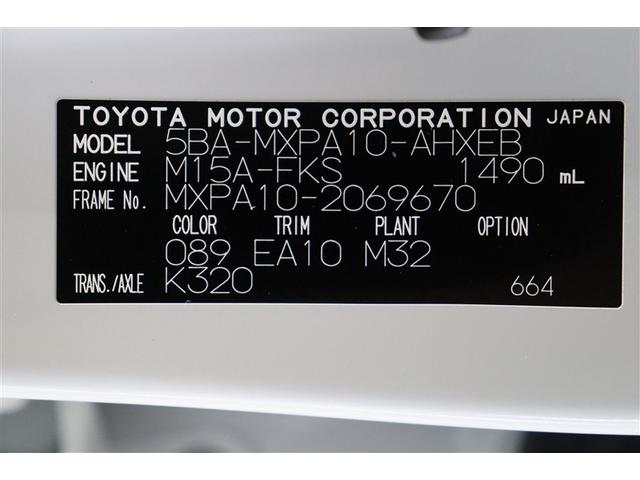 TOYOTA MOTOR CORPORATION JAPAN
MODEL 5BA-MXPA10-AHXEB
ENGINE M15A-FKS 1490 mL
FRAME No. MXPA10-2069670
COLOR TRIM PLANT OPTION
089 EA10 M32
TRANS./AXLE K320 664